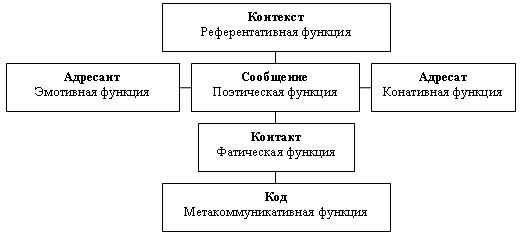 Контекст
Референтативная функция
Адресант
Эмотивная функция
Сообщение
Поэтическая функция
Адресат
Конативная функция
Контакт
Фатическая функция
Код
Метакоммуникативная функция